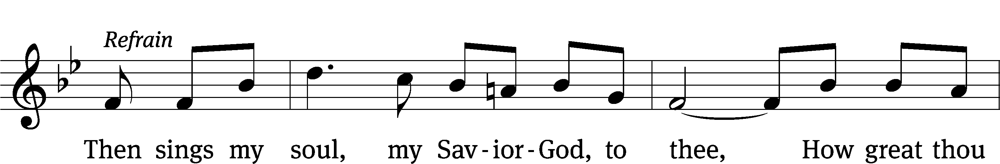 Refrain
Then sings my soul, my Sav - ior - God, to thee, How great thou